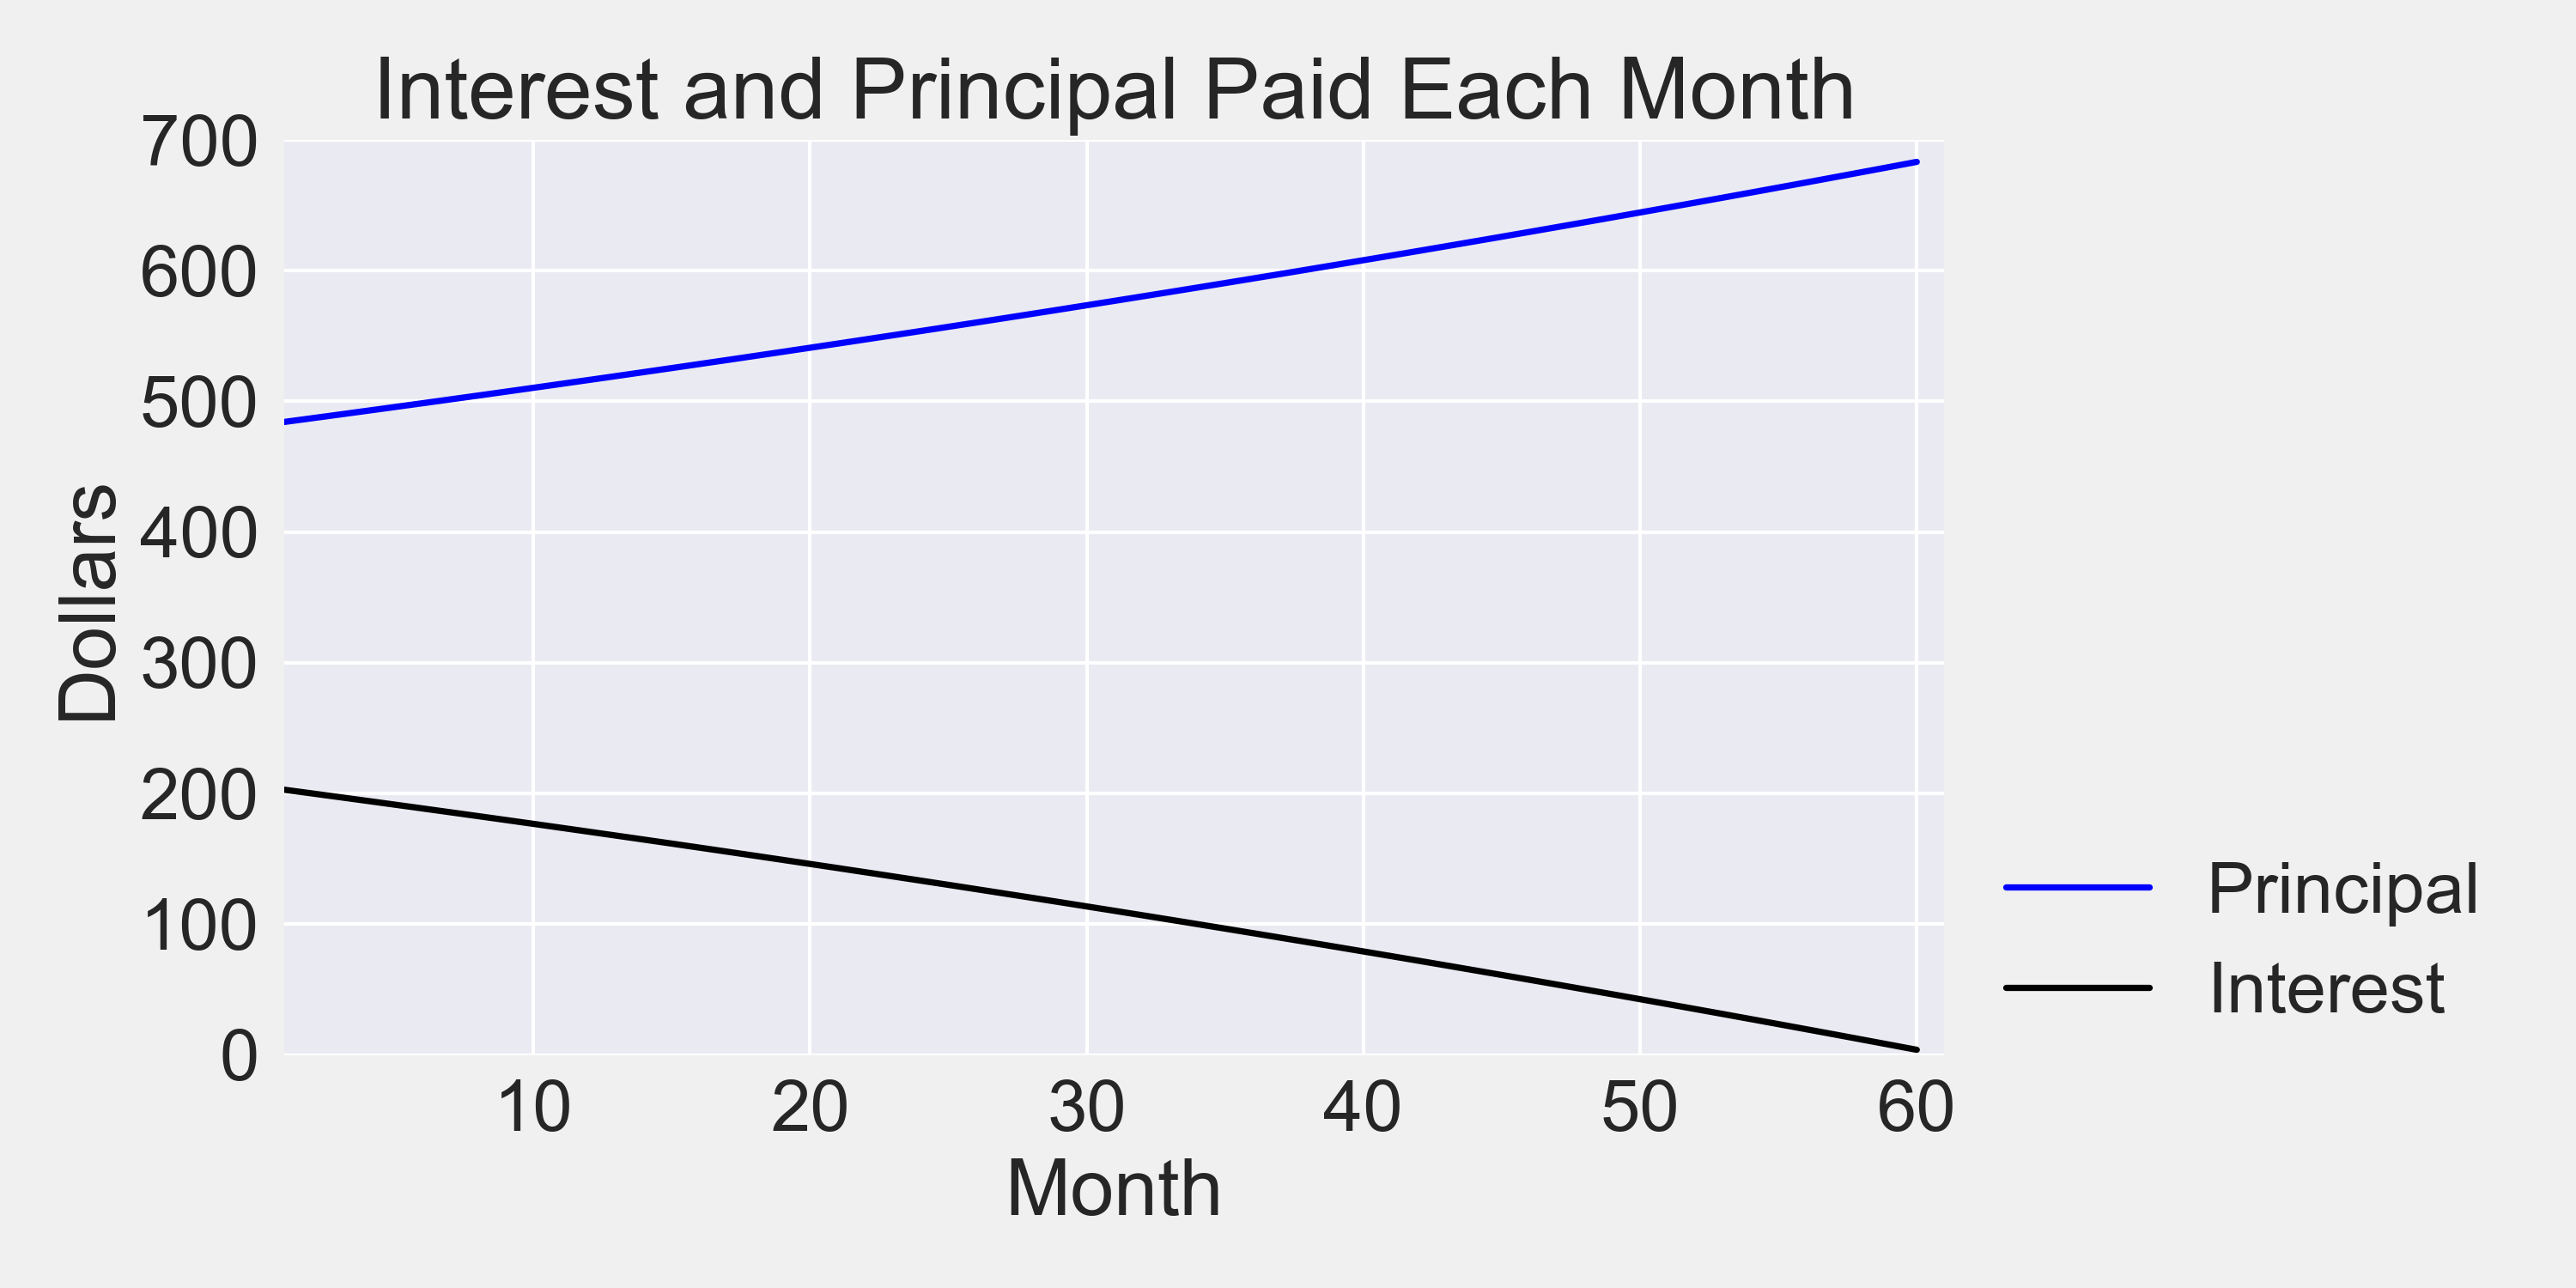 Interest and Principal Paid Each Month
700
600
500
400
300
200
100
0
Dollars
10 20 30 40 50 60
Month
Principal
Interest